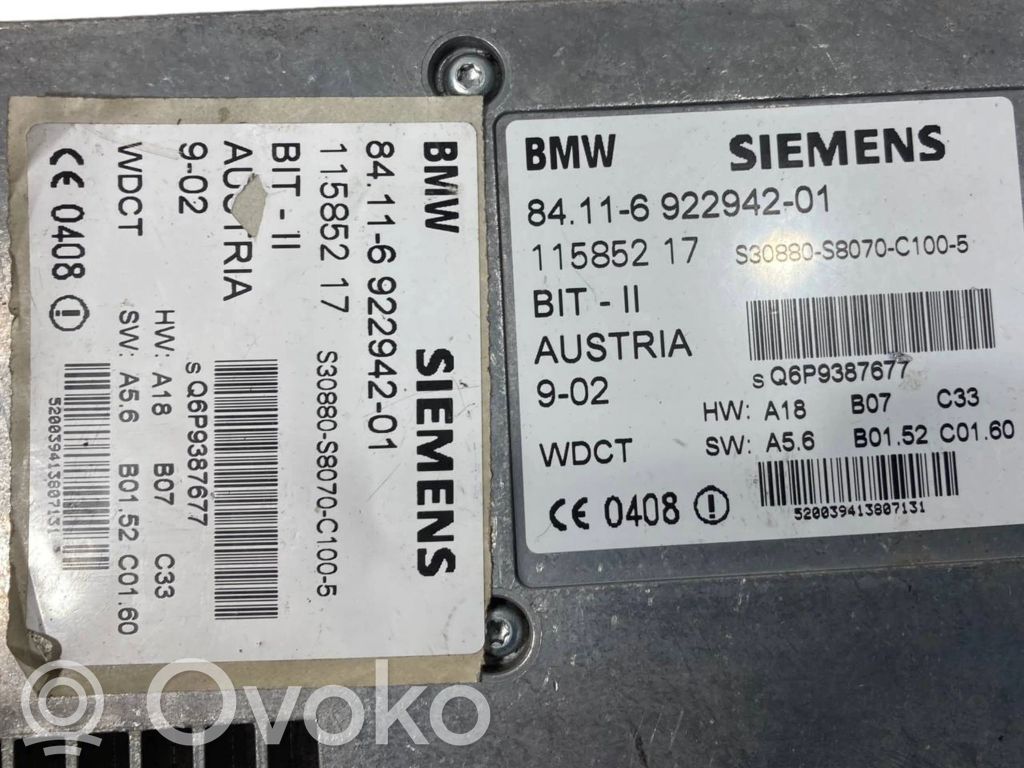 BMW SIEMENS
84.11-6 922942-01
115852 17 S30880-S8070-C100-5
BIT - II
AUSTRIA
9-02
s Q6P9387677
HW: A18 B07 C33
WDCT SW: A5.6 B01.52 C01.60
CE 0408
520039413807131
BMW SIEMENS
84.11-6 922942-01
115852 17 S30880-S8070-C100-5
BIT - II
AUSTRIA
9-02
s Q6P9387677
HW: A18 B07 C33
WDCT SW: A5.6 B01.52 C01.60
CE 0408
520039413807131
Ovoko